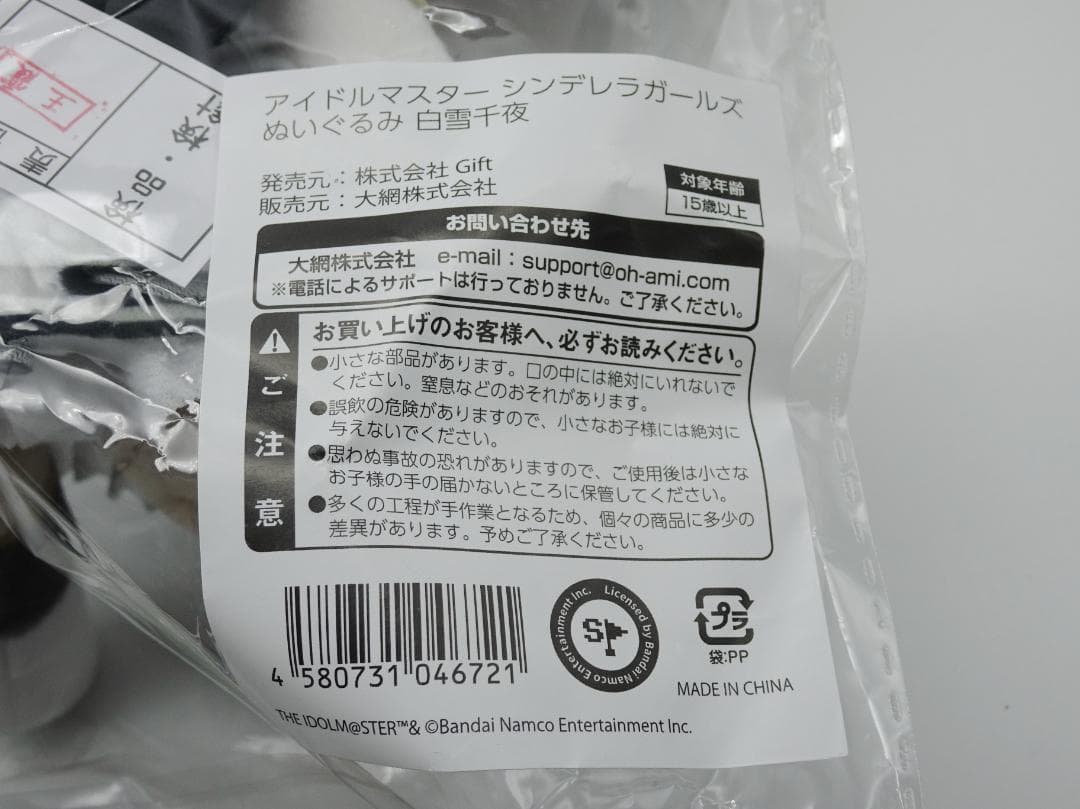 アイドルマスター シンデレラガールズ
ぬいぐるみ 白雪千夜
発売元：株式会社 Gift
販売元：大網株式会社
対象年齢
15歳以上
お問い合わせ先
大網株式会社 e-mail：support@oh-ami.com
※電話によるサポートは行っておりません。ご了承ください。
ご注意
お買い上げのお客様へ、必ずお読みください。
●小さな部品があります。口の中には絶対にいれないで
ください。窒息などのおそれがあります。
●誤飲の危険がありますので、小さなお子様には絶対に
与えないでください。
●思わぬ事故の恐れがありますので、ご使用後は小さな
お子様の手の届かないところに保管してください。
●多くの工程が手作業となるため、個々の商品に多少の
差異があります。予めご了承ください。
4 580731 046721
Licensed by Bandai Namco Entertainment Inc.
プラ
袋:PP
MADE IN CHINA
THE IDOLM@STER™& ©Bandai Namco Entertainment Inc.
検品・検針